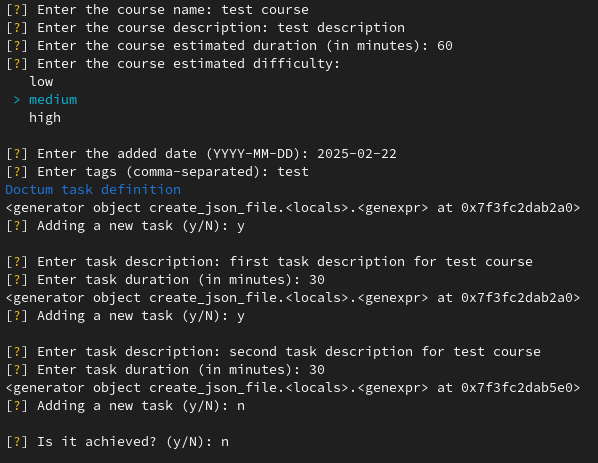 [?] Enter the course name: test course
[?] Enter the course description: test description
[?] Enter the course estimated duration (in minutes): 60
[?] Enter the course estimated difficulty:
   low
 > medium
   high
[?] Enter the added date (YYYY-MM-DD): 2025-02-22
[?] Enter tags (comma-separated): test
Doctum task definition
<generator object create_json_file.<locals>.<genexpr> at 0x7f3fc2dab2a0>
[?] Adding a new task (y/N): y
[?] Enter task description: first task description for test course
[?] Enter task duration (in minutes): 30
<generator object create_json_file.<locals>.<genexpr> at 0x7f3fc2dab2a0>
[?] Adding a new task (y/N): y
[?] Enter task description: second task description for test course
[?] Enter task duration (in minutes): 30
<generator object create_json_file.<locals>.<genexpr> at 0x7f3fc2dab5e0>
[?] Adding a new task (y/N): n
[?] Is it achieved? (y/N): n